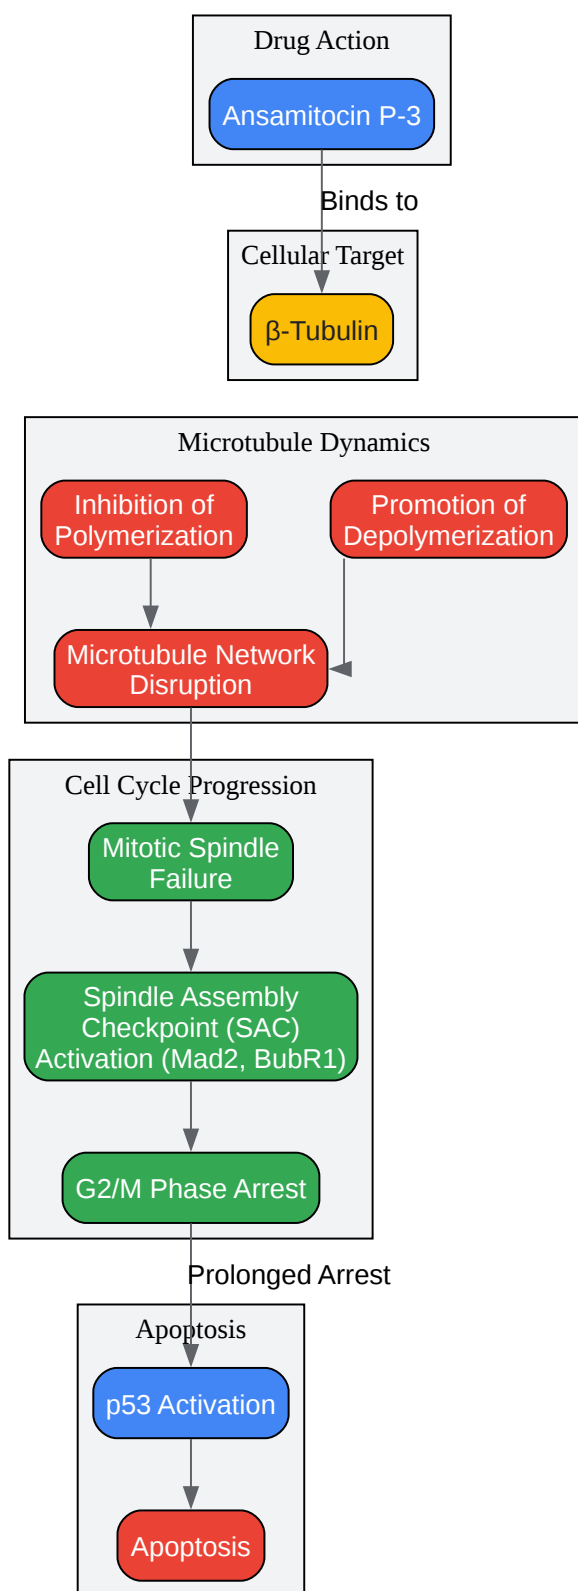 Drug Action
Ansamitocin P-3
Binds to
Cellular Target
β-Tubulin
Microtubule Dynamics
Inhibition of
Polymerization
Promotion of
Depolymerization
Microtubule Network
Disruption
Cell Cycle Progression
Mitotic Spindle
Failure
Spindle Assembly
Checkpoint (SAC)
Activation (Mad2, BubR1)
G2/M Phase Arrest
Prolonged Arrest
Apoptosis
p53 Activation
Apoptosis